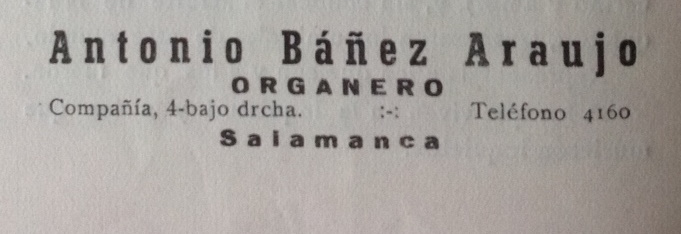 Antonio Báñez Araujo
ORGANERO
Compañía, 4-bajo drcha. :-: Teléfono 4160
Salamanca